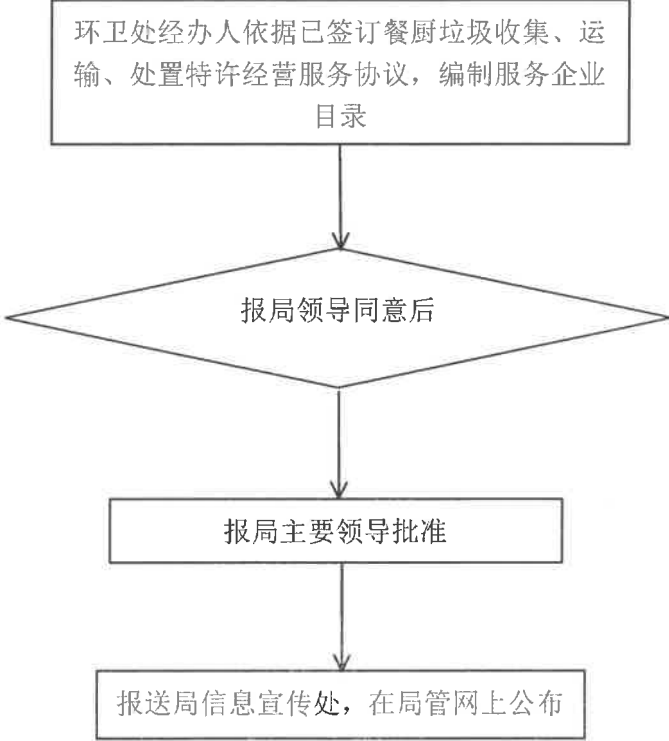 环卫处经办人依据已签订餐厨垃圾收集、运
输、处置特许经营服务协议，编制服务企业
目录
报局领导同意后
报局主要领导批准
报送局信息宣传处，在局管网上公布